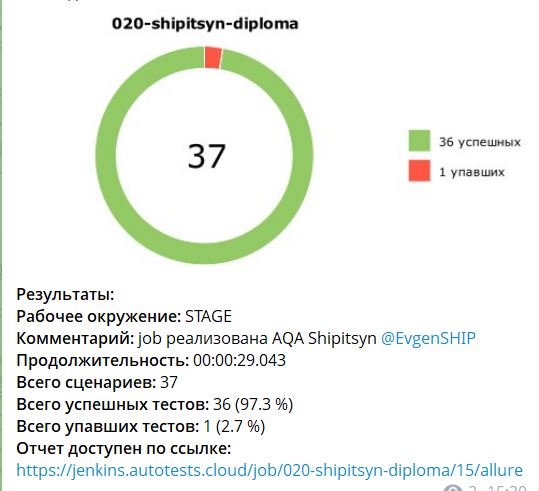 020-shipitsyn-diploma
37
36 успешных
1 упавших
Результаты:
Рабочее окружение: STAGE
Комментарий: job реализована AQA Shipitsyn @EvgenSHIP
Продолжительность: 00:00:29.043
Всего сценариев: 37
Всего успешных тестов: 36 (97.3 %)
Всего упавших тестов: 1 (2.7 %)
Отчет доступен по ссылке:
https://jenkins.autotests.cloud/job/020-shipitsyn-diploma/15/allure